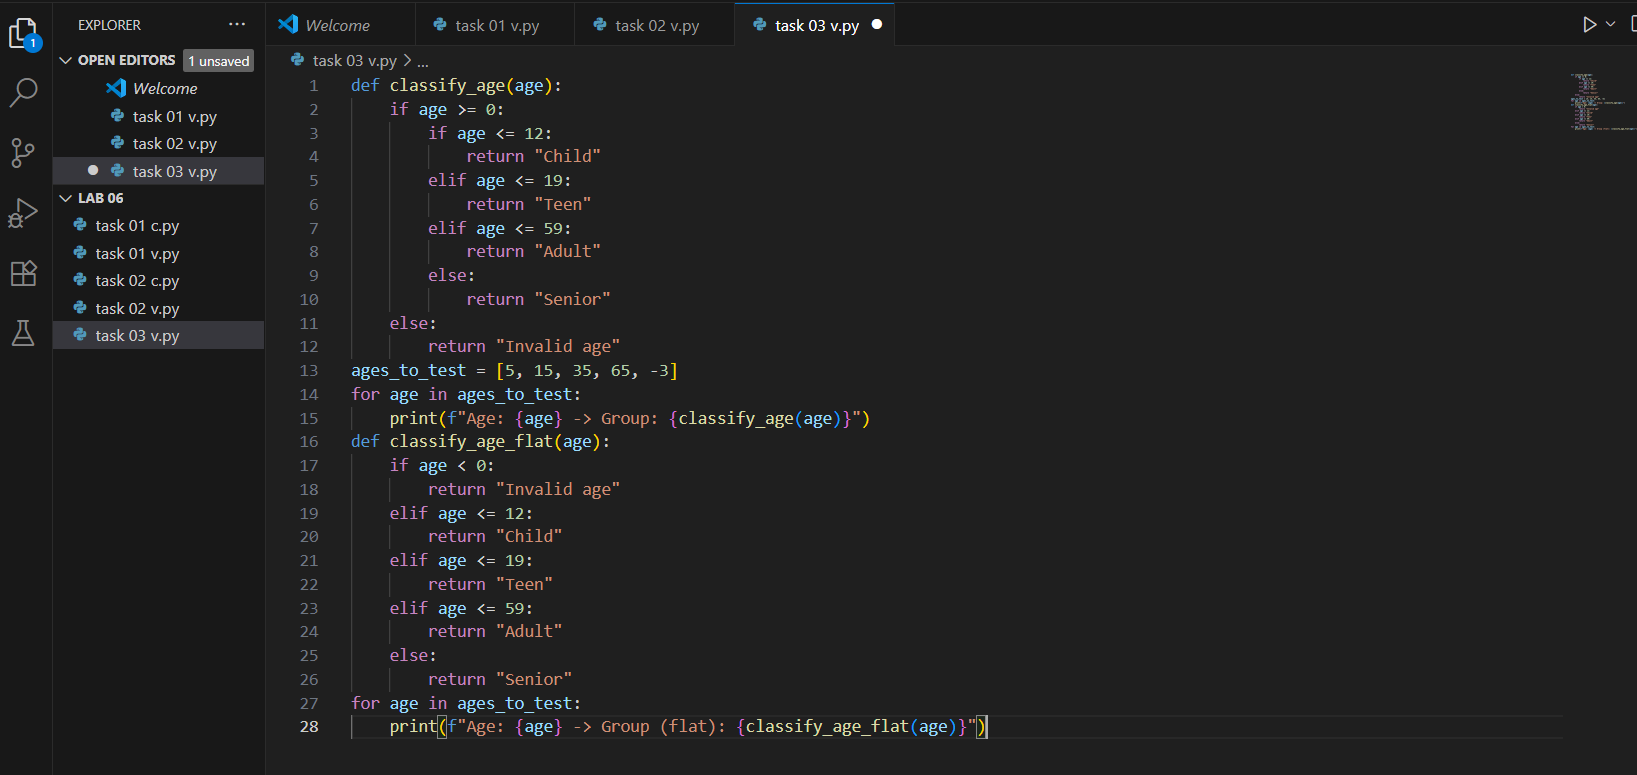 EXPLORER
OPEN EDITORS 1 unsaved
Welcome
task 01 v.py
task 02 v.py
task 03 v.py
LAB 06
task 01 c.py
task 01 v.py
task 02 c.py
task 02 v.py
task 03 v.py
1
Welcome task 01 v.py task 02 v.py task 03 v.py
task 03 v.py > ...
1 def classify_age(age):
2     if age >= 0:
3         if age <= 12:
4             return "Child"
5         elif age <= 19:
6             return "Teen"
7         elif age <= 59:
8             return "Adult"
9         else:
10             return "Senior"
11     else:
12         return "Invalid age"
13 ages_to_test = [5, 15, 35, 65, -3]
14 for age in ages_to_test:
15     print(f"Age: {age} -> Group: {classify_age(age)}")
16 def classify_age_flat(age):
17     if age < 0:
18         return "Invalid age"
19     elif age <= 12:
20         return "Child"
21     elif age <= 19:
22         return "Teen"
23     elif age <= 59:
24         return "Adult"
25     else:
26         return "Senior"
27 for age in ages_to_test:
28     print(f"Age: {age} -> Group (flat): {classify_age_flat(age)}")